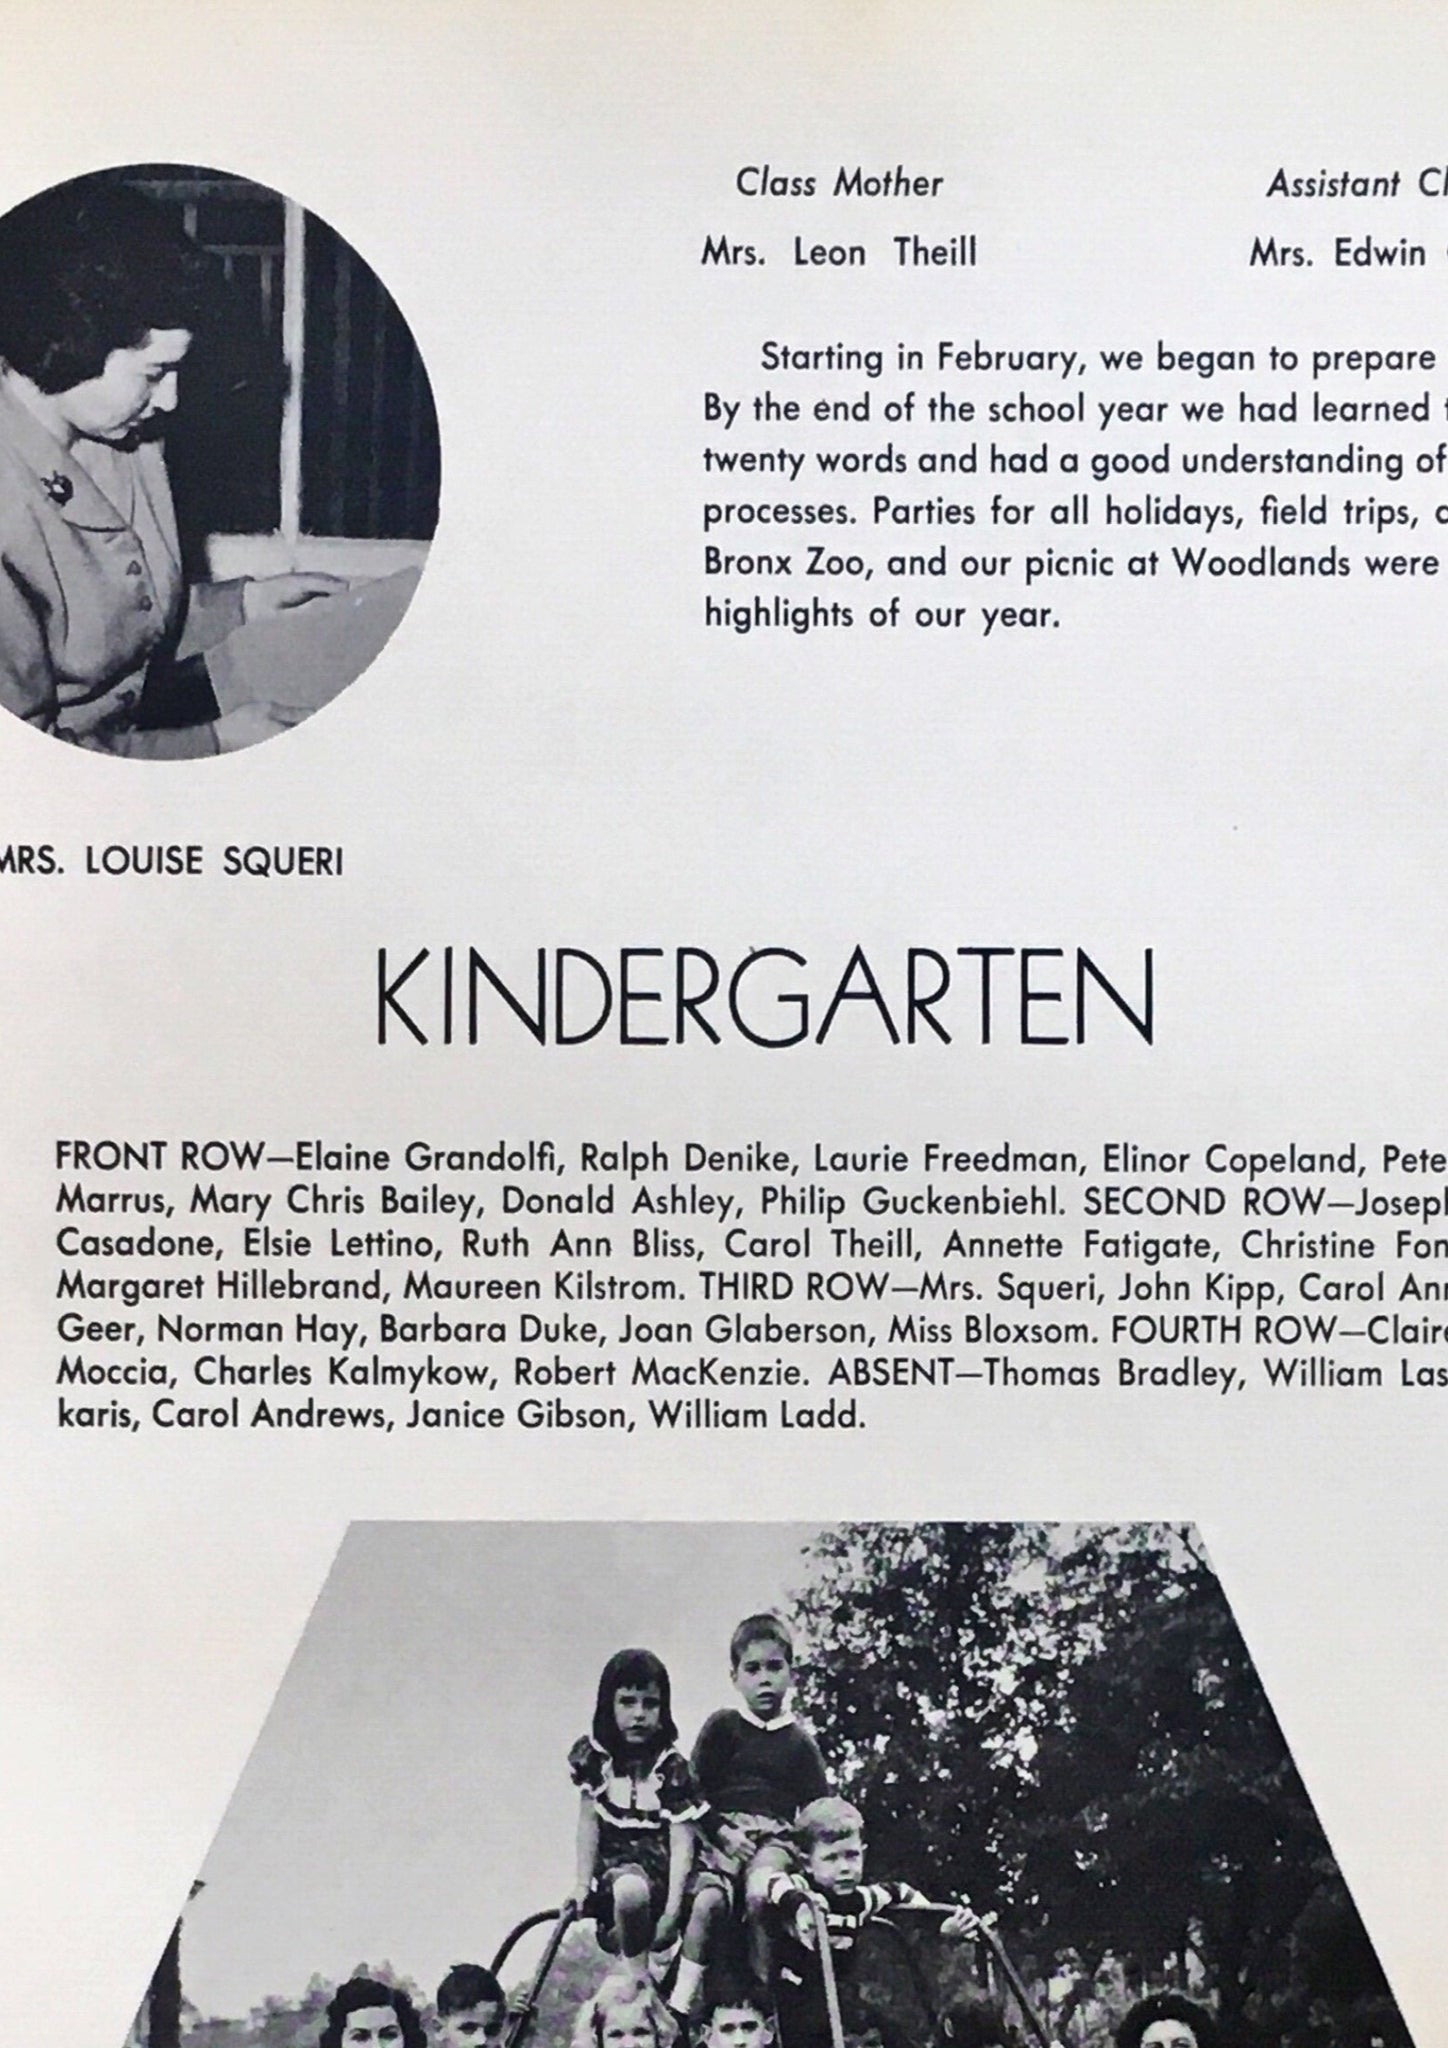 Class Mother
Assistant
Mrs. Leon Theill
Mrs. Edwin
Starting in February, we began to prepare
By the end of the school year we had learned
twenty words and had a good understanding of
processes. Parties for all holidays, field trips,
Bronx Zoo, and our picnic at Woodlands were
highlights of our year.
MRS. LOUISE SQUERI
KINDERGARTEN
FRONT ROW—Elaine Grandolfi, Ralph Denike, Laurie Freedman, Elinor Copeland, Pete
Marrus, Mary Chris Bailey, Donald Ashley, Philip Guckenbiehl. SECOND ROW—Joseph
Casadone, Elsie Lettino, Ruth Ann Bliss, Carol Theill, Annette Fatigate, Christine Fon
Margaret Hillebrand, Maureen Kilstrom. THIRD ROW—Mrs. Squeri, John Kipp, Carol Ann
Geer, Norman Hay, Barbara Duke, Joan Glaberson, Miss Bloxsom. FOURTH ROW—Claire
Moccia, Charles Kalmykow, Robert MacKenzie. ABSENT—Thomas Bradley, William Las
karis, Carol Andrews, Janice Gibson, William Ladd.